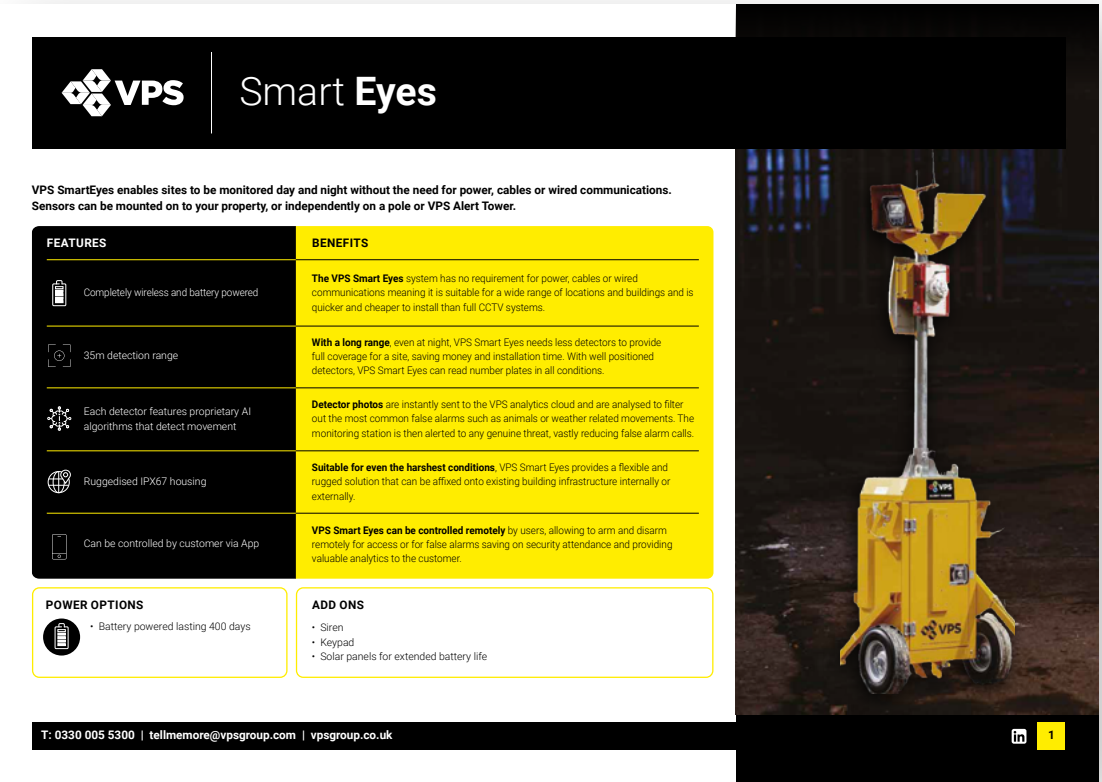 VPS
Smart Eyes
VPS SmartEyes enables sites to be monitored day and night without the need for power, cables or wired communications.
Sensors can be mounted on to your property, or independently on a pole or VPS Alert Tower.
FEATURES
BENEFITS
Completely wireless and battery powered
The VPS Smart Eyes system has no requirement for power, cables or wired
communications meaning it is suitable for a wide range of locations and buildings and is
quicker and cheaper to install than full CCTV systems.
35m detection range
With a long range, even at night, VPS Smart Eyes needs less detectors to provide
full coverage for a site, saving money and installation time. With well positioned
detectors, VPS Smart Eyes can read number plates in all conditions.
Each detector features proprietary AI
algorithms that detect movement
Detector photos are instantly sent to the VPS analytics cloud and are analysed to filter
out the most common false alarms such as animals or weather related movements. The
monitoring station is then alerted to any genuine threat, vastly reducing false alarm calls.
Ruggedised IPX67 housing
Suitable for even the harshest conditions, VPS Smart Eyes provides a flexible and
rugged solution that can be affixed onto existing building infrastructure internally or
externally.
Can be controlled by customer via App
VPS Smart Eyes can be controlled remotely by users, allowing to arm and disarm
remotely for access or for false alarms saving on security attendance and providing
valuable analytics to the customer.
POWER OPTIONS
• Battery powered lasting 400 days
ADD ONS
• Siren
• Keypad
• Solar panels for extended battery life
VPS
VPS
T: 0330 005 5300 | tellmemore@vpsgroup.com | vpsgroup.co.uk
in
1